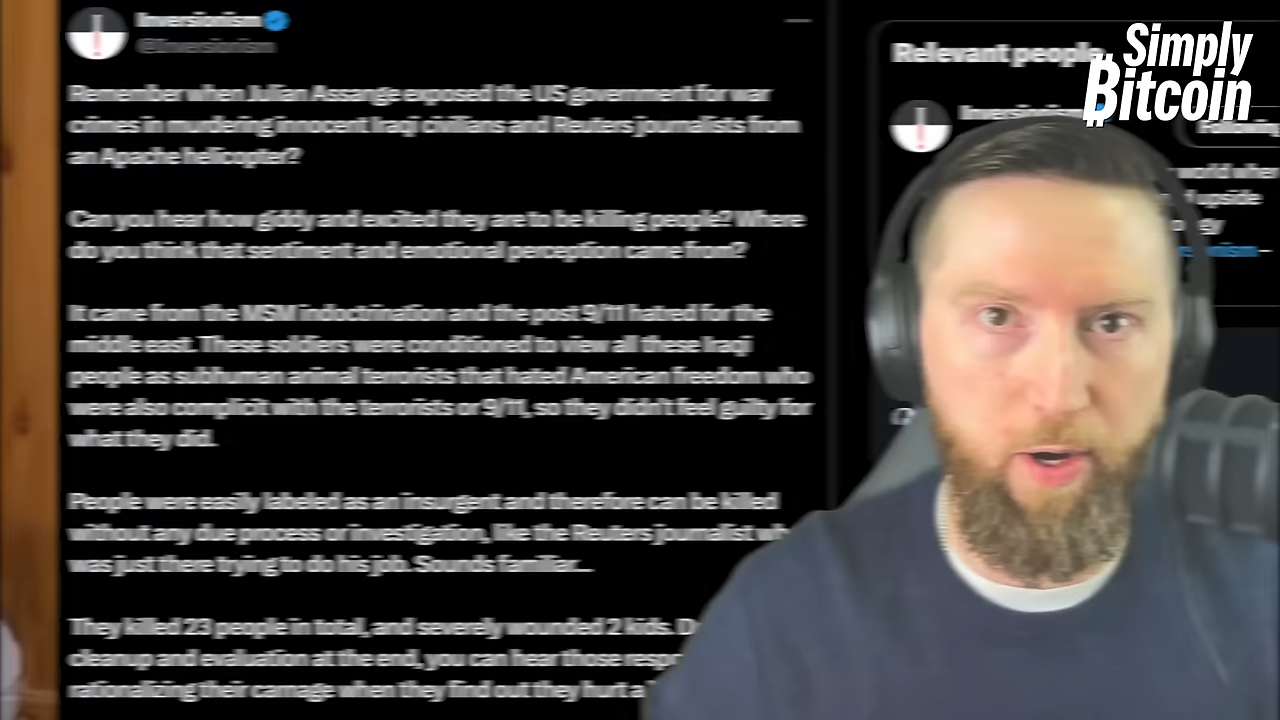 Inversionism
@Inversionism
Remember when Julian Assange exposed the US government for war
crimes in murdering innocent Iraqi civilians and Reuters journalists from
an Apache helicopter?
Can you hear how giddy and excited they are to be killing people? Where
do you think that sentiment and emotional perception came from?
It came from the MSM indoctrination and the post 9/11 hatred for the
middle east. These soldiers were conditioned to view all these Iraqi
people as subhuman animal terrorists that hated American freedom who
were also complicit with the terrorists or 9/11, so they didn't feel guilty for
what they did.
People were easily labeled as an insurgent and therefore can be killed
without any due process or investigation, like the Reuters journalist
was just there trying to do his job. Sounds familiar...
They killed 23 people in total, and severely wounded 2 kids.
cleanup and evaluation at the end, you can hear those
rationalizing their carnage when they find out they hurt a
Relevant people
Simply
Bitcoin
Inversionism
Following
world
upside